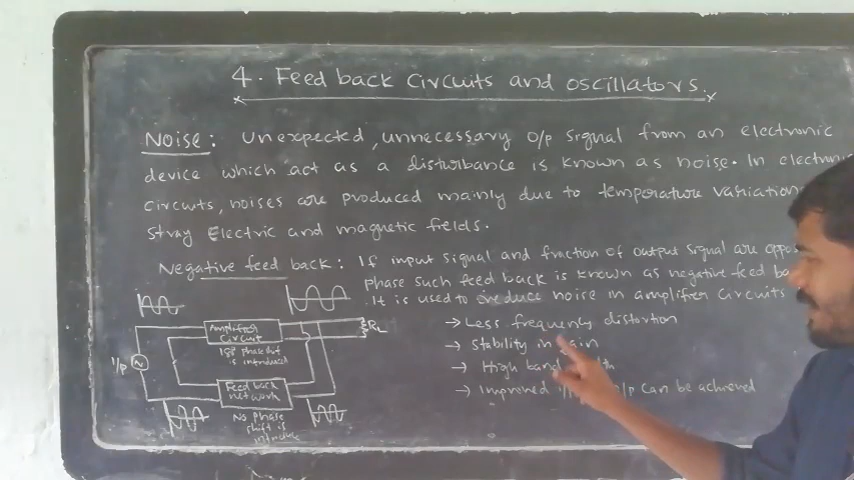 4. Feed back Circuits and oscillators.
Noise: Unexpected, unnecessary o/p signal from an electronic
device which act as a disturbance is known as noise. In electron
circuits, noises are produced mainly due to temperature variation
stray Electric and magnetic fields.
Negative feed back: If input signal and fraction of output signal are oppos
phase such feed back is known as negative feed ba
It is used to reduce noise in amplifier circuits
→ Less frequency distortion
→ Stability in gain
→ High band
→ Improved o/p can be achieved
Amplifier
Circuit
180° phase shift
is introduced
RL
I/p
Feed back
network
No phase
shift is